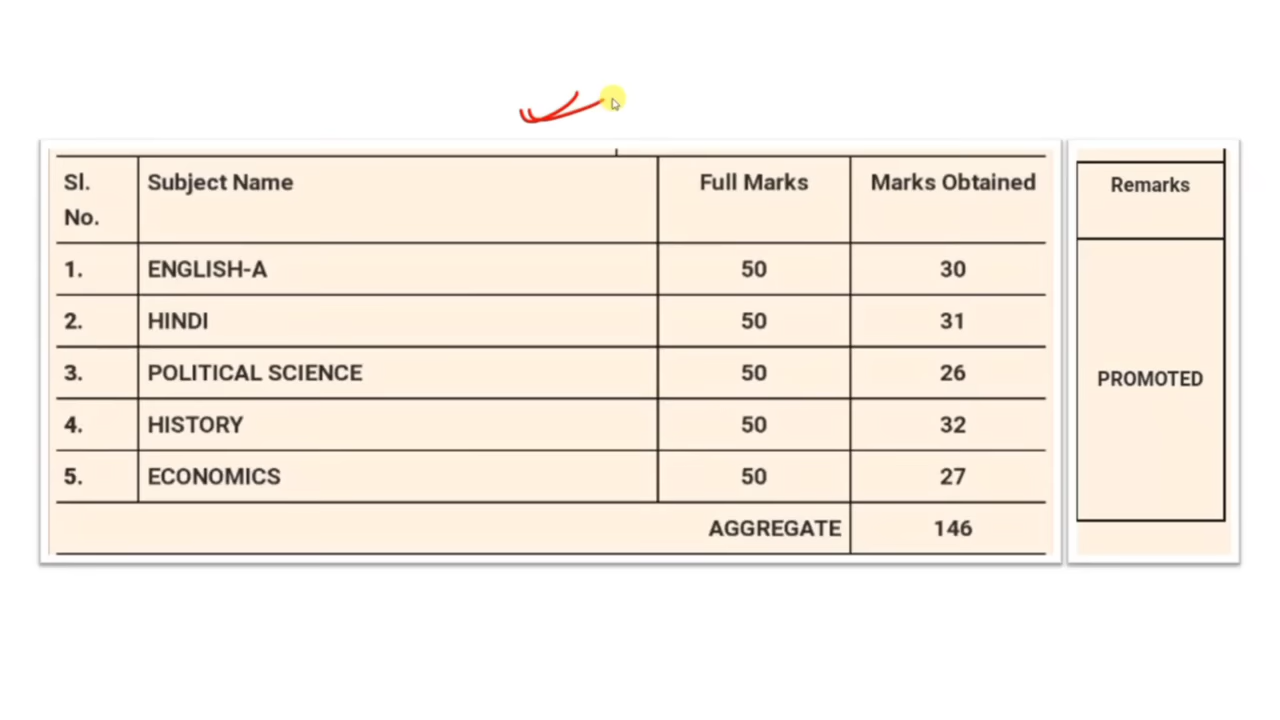 Sl. No. Subject Name Full Marks Marks Obtained Remarks
1. ENGLISH-A 50 30
2. HINDI 50 31
3. POLITICAL SCIENCE 50 26 PROMOTED
4. HISTORY 50 32
5. ECONOMICS 50 27
AGGREGATE 146